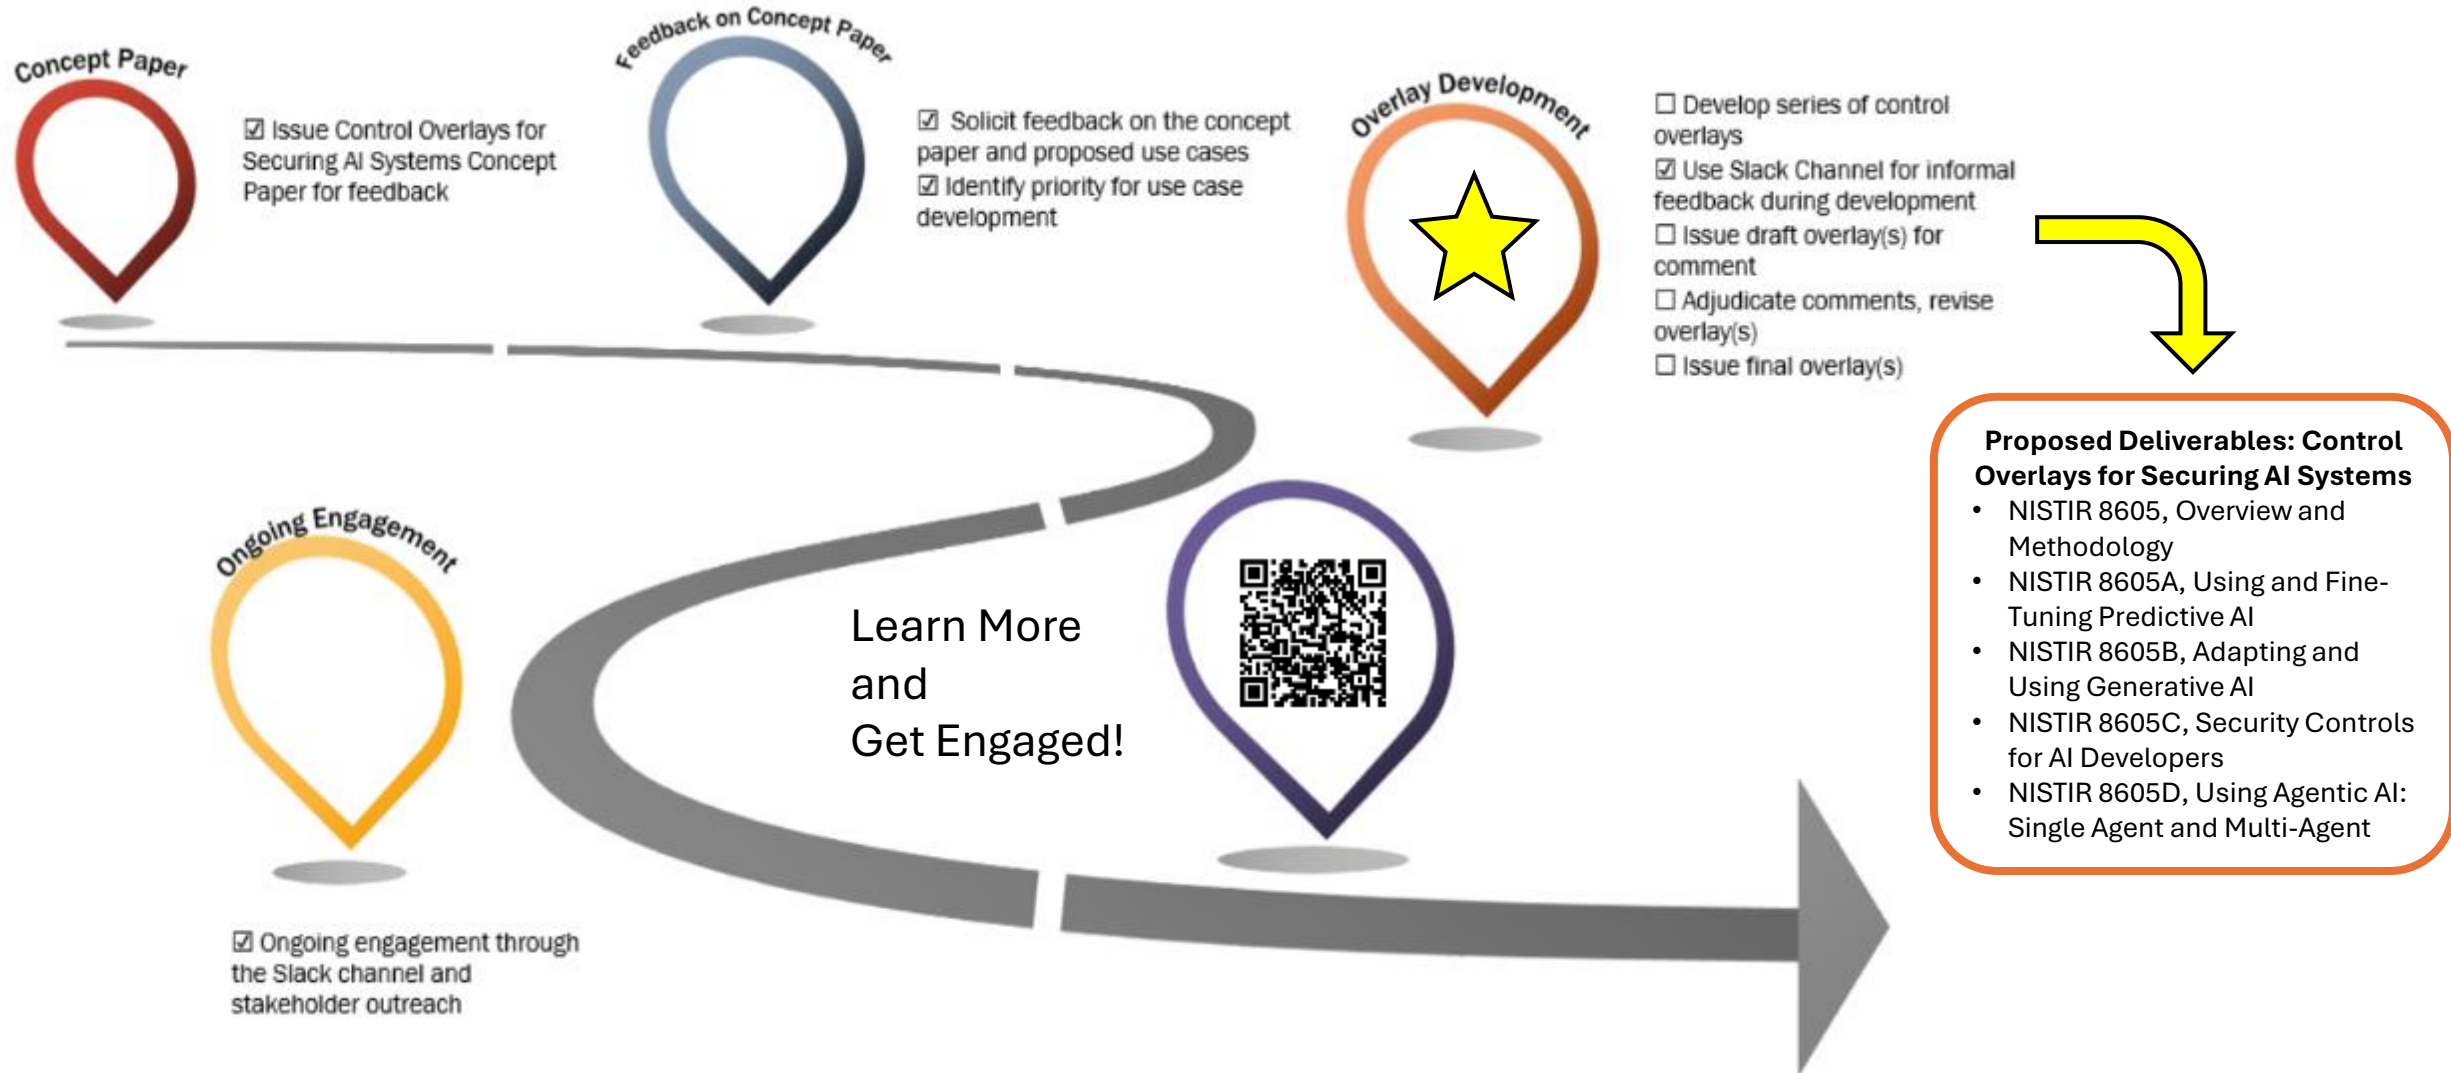 Concept Paper
☑ Issue Control Overlays for
Securing AI Systems Concept
Paper for feedback
Feedback on Concept Paper
☑ Solicit feedback on the concept
paper and proposed use cases
☑ Identify priority for use case
development
Overlay Development
☐ Develop series of control
overlays
☑ Use Slack Channel for informal
feedback during development
☐ Issue draft overlay(s) for
comment
☐ Adjudicate comments, revise
overlay(s)
☐ Issue final overlay(s)
Proposed Deliverables: Control
Overlays for Securing AI Systems
• NISTIR 8605, Overview and
Methodology
• NISTIR 8605A, Using and Fine-
Tuning Predictive AI
• NISTIR 8605B, Adapting and
Using Generative AI
• NISTIR 8605C, Security Controls
for AI Developers
• NISTIR 8605D, Using Agentic AI:
Single Agent and Multi-Agent
Learn More
and
Get Engaged!
Ongoing Engagement
☑ Ongoing engagement through
the Slack channel and
stakeholder outreach